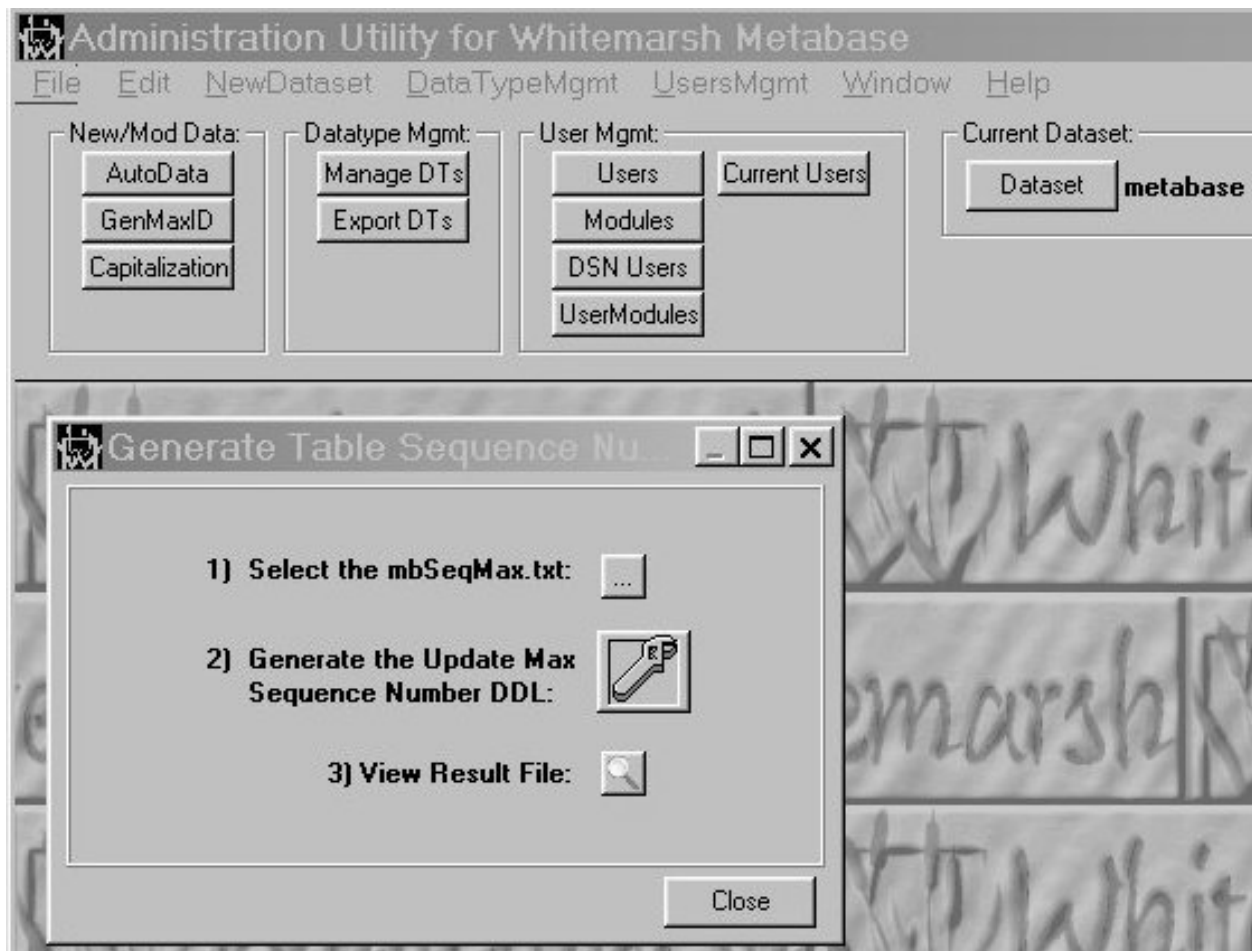 Administration Utility for Whitemarsh Metabase
File Edit NewDataset DataTypeMgmt UsersMgmt Window Help
New/Mod Data: Datatype Mgmt: User Mgmt: Current Dataset:
AutoData Manage DTs Users Current Users Dataset metabase
GenMaxID Export DTs Modules
Capitalization DSN Users
UserModules
Generate Table Sequence Nu...
1) Select the mbSeqMax.txt: ...
2) Generate the Update Max
Sequence Number DDL:
3) View Result File:
Close
Whit
emarsh
Whit